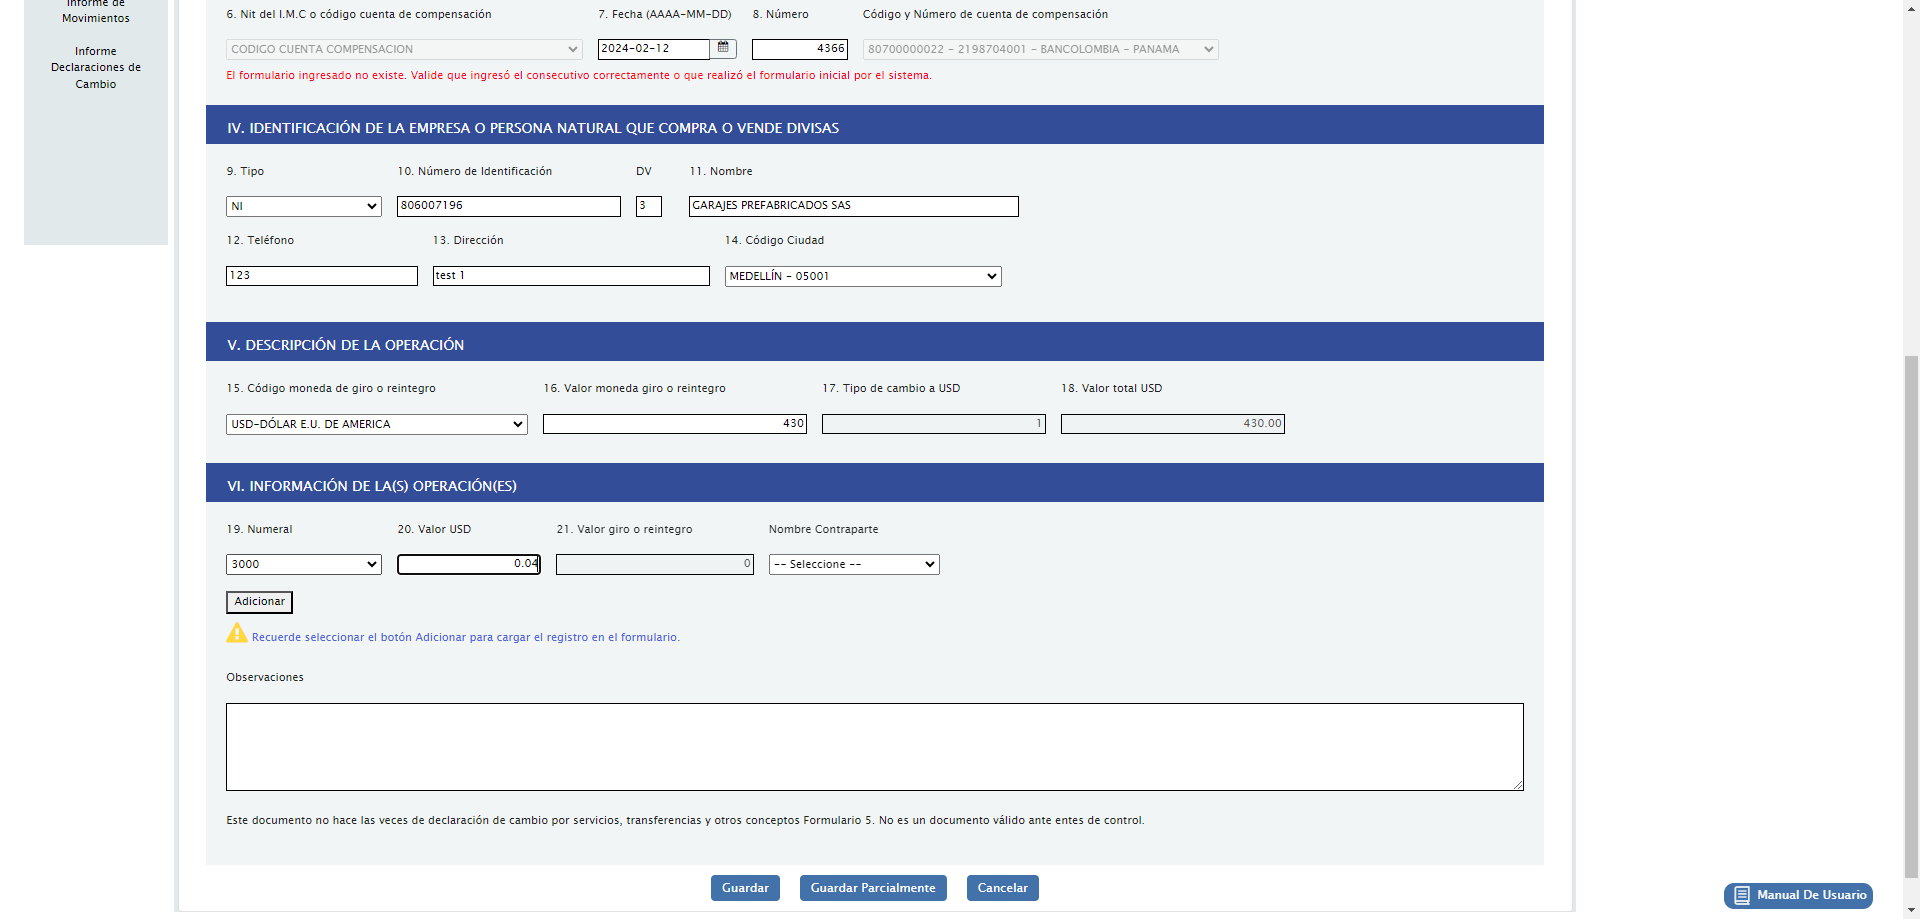 Informe de
Movimientos
Informe
Declaraciones de
Cambio
6. Nit del I.M.C o código cuenta de compensación
7. Fecha (AAAA-MM-DD)
8. Número
Código y Número de cuenta de compensación
CODIGO CUENTA COMPENSACION
2024-02-12
4366
80700000022 - 2198704001 - BANCOLOMBIA - PANAMA
El formulario ingresado no existe. Valide que ingresó el consecutivo correctamente o que realizó el formulario inicial por el sistema.
IV. IDENTIFICACIÓN DE LA EMPRESA O PERSONA NATURAL QUE COMPRA O VENDE DIVISAS
9. Tipo
10. Número de Identificación
DV
11. Nombre
NI
806007196
3
GARAJES PREFABRICADOS SAS
12. Teléfono
13. Dirección
14. Código Ciudad
123
test 1
MEDELLÍN - 05001
V. DESCRIPCIÓN DE LA OPERACIÓN
15. Código moneda de giro o reintegro
16. Valor moneda giro o reintegro
17. Tipo de cambio a USD
18. Valor total USD
USD-DÓLAR E.U. DE AMERICA
430
1
430.00
VI. INFORMACIÓN DE LA(S) OPERACIÓN(ES)
19. Numeral
20. Valor USD
21. Valor giro o reintegro
Nombre Contraparte
3000
0.04
0
-- Seleccione --
Adicionar
Recuerde seleccionar el botón Adicionar para cargar el registro en el formulario.
Observaciones
Este documento no hace las veces de declaración de cambio por servicios, transferencias y otros conceptos Formulario 5. No es un documento válido ante entes de control.
Guardar
Guardar Parcialmente
Cancelar
Manual De Usuario